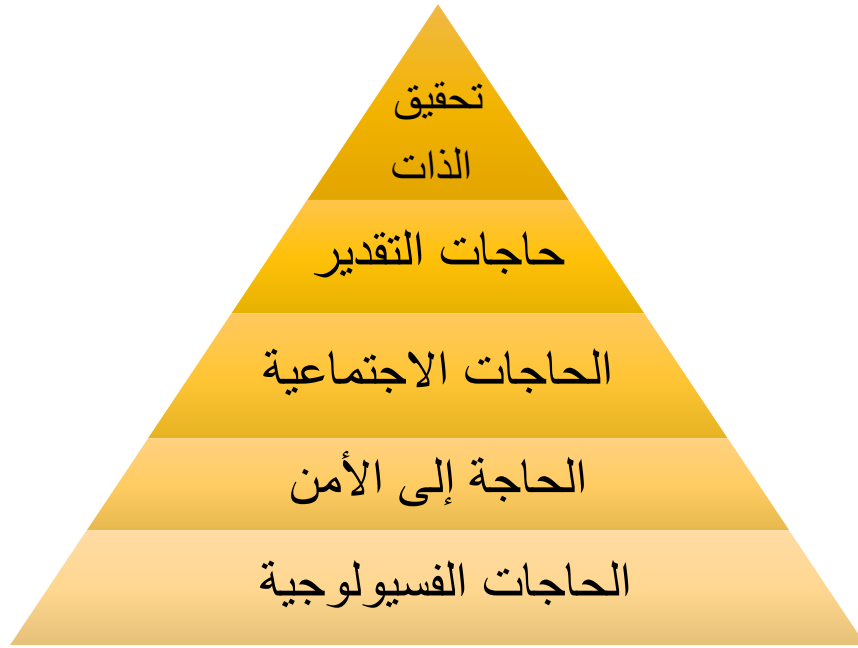 تحقيق
الذات
حاجات التقدير
الحاجات الاجتماعية
الحاجة إلى الأمن
الحاجات الفسيولوجية